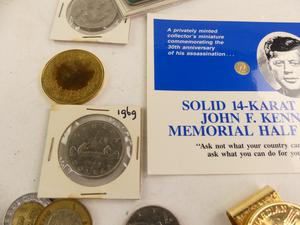 A privately minted
collector's miniature
commemorating the
30th anniversary
of his assassination...
1969
SOLID 14-KARAT
JOHN F. KENN
MEMORIAL HALF
"Ask not what your country can
ask what you can do for yo